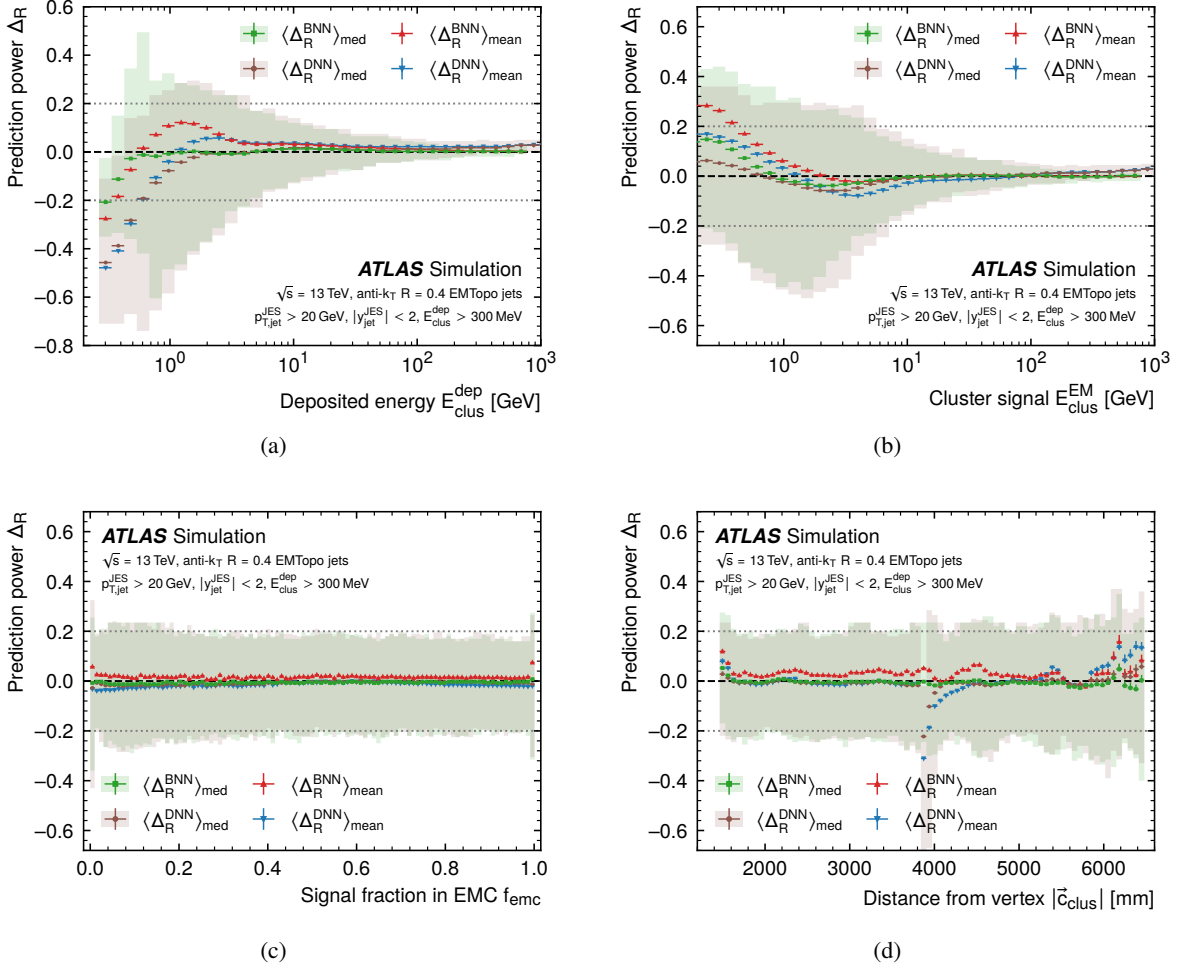 Prediction power Δ_R
0.6
0.4
0.2
0.0
−0.2
−0.4
−0.6
−0.8
⟨Δ_R^BNN⟩_med
⟨Δ_R^BNN⟩_mean
⟨Δ_R^DNN⟩_med
⟨Δ_R^DNN⟩_mean
ATLAS Simulation
√s = 13 TeV, anti-k_T R = 0.4 EMTopo jets
p_T,jet^JES > 20 GeV, |y_jet^JES| < 2, E_clus^dep > 300 MeV
10^0 10^1 10^2 10^3
Deposited energy E_clus^dep [GeV]
(a)
Prediction power Δ_R
0.6
0.4
0.2
0.0
−0.2
−0.4
−0.6
⟨Δ_R^BNN⟩_med
⟨Δ_R^BNN⟩_mean
⟨Δ_R^DNN⟩_med
⟨Δ_R^DNN⟩_mean
ATLAS Simulation
√s = 13 TeV, anti-k_T R = 0.4 EMTopo jets
p_T,jet^JES > 20 GeV, |y_jet^JES| < 2, E_clus^dep > 300 MeV
10^0 10^1 10^2 10^3
Cluster signal E_clus^EM [GeV]
(b)
Prediction power Δ_R
0.6
0.4
0.2
0.0
−0.2
−0.4
−0.6
ATLAS Simulation
√s = 13 TeV, anti-k_T R = 0.4 EMTopo jets
p_T,jet^JES > 20 GeV, |y_jet^JES| < 2, E_clus^dep > 300 MeV
⟨Δ_R^BNN⟩_med
⟨Δ_R^BNN⟩_mean
⟨Δ_R^DNN⟩_med
⟨Δ_R^DNN⟩_mean
0.0 0.2 0.4 0.6 0.8 1.0
Signal fraction in EMC f_emc
(c)
Prediction power Δ_R
0.6
0.4
0.2
0.0
−0.2
−0.4
−0.6
ATLAS Simulation
√s = 13 TeV, anti-k_T R = 0.4 EMTopo jets
p_T,jet^JES > 20 GeV, |y_jet^JES| < 2, E_clus^dep > 300 MeV
⟨Δ_R^BNN⟩_med
⟨Δ_R^BNN⟩_mean
⟨Δ_R^DNN⟩_med
⟨Δ_R^DNN⟩_mean
2000 3000 4000 5000 6000
Distance from vertex |c⃗_clus| [mm]
(d)